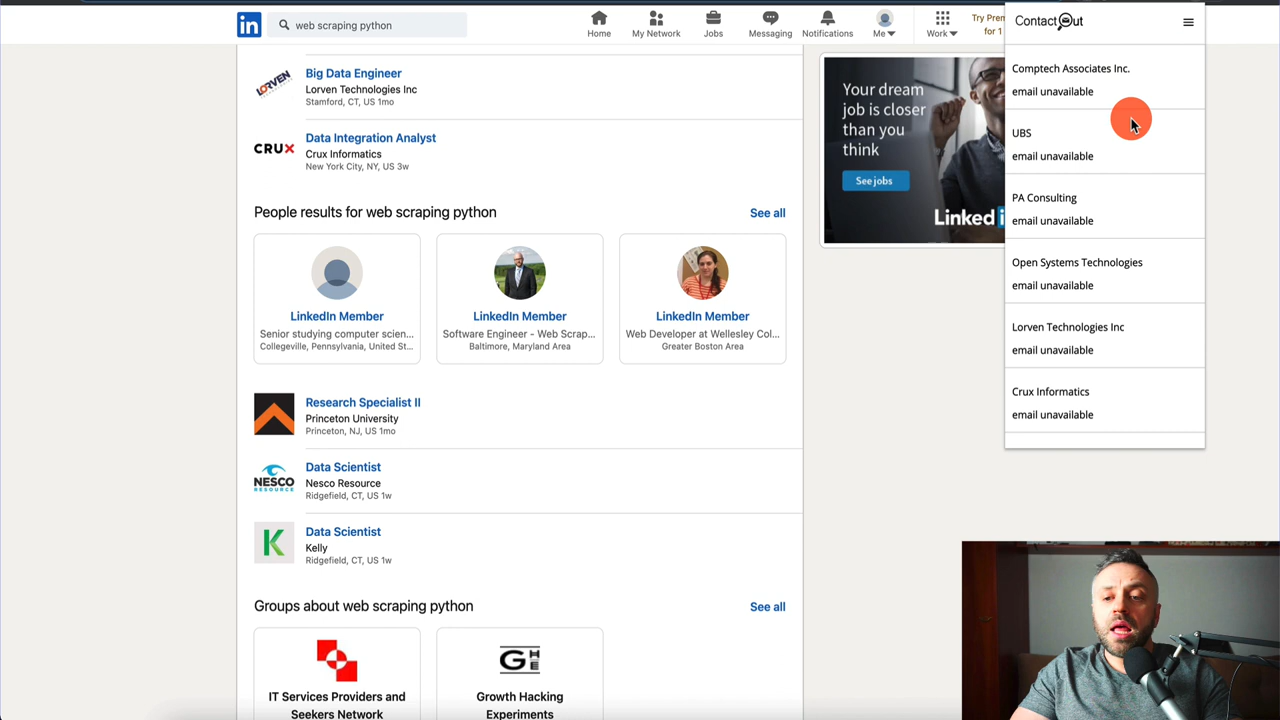 in
web scraping python
Home
My Network
Jobs
Messaging
Notifications
Me
Work
Try Pre
for 1
ContactOut
LORVEN
Big Data Engineer
Lorven Technologies Inc
Stamford, CT, US 1mo
CRUX
Data Integration Analyst
Crux Informatics
New York City, NY, US 3w
People results for web scraping python
See all
LinkedIn Member
Senior studying computer scien...
Collegeville, Pennsylvania, United St...
LinkedIn Member
Software Engineer - Web Scrap...
Baltimore, Maryland Area
LinkedIn Member
Web Developer at Wellesley Col...
Greater Boston Area
Research Specialist II
Princeton University
Princeton, NJ, US 1mo
NESCO
RESOURCE
Data Scientist
Nesco Resource
Ridgefield, CT, US 1w
K
Data Scientist
Kelly
Ridgefield, CT, US 1w
Groups about web scraping python
See all
IT Services Providers and
Seekers Network
GHE
Growth Hacking
Experiments
Your dream
job is closer
than you
think
See jobs
Linked
Comptech Associates Inc.
email unavailable
UBS
email unavailable
PA Consulting
email unavailable
Open Systems Technologies
email unavailable
Lorven Technologies Inc
email unavailable
Crux Informatics
email unavailable